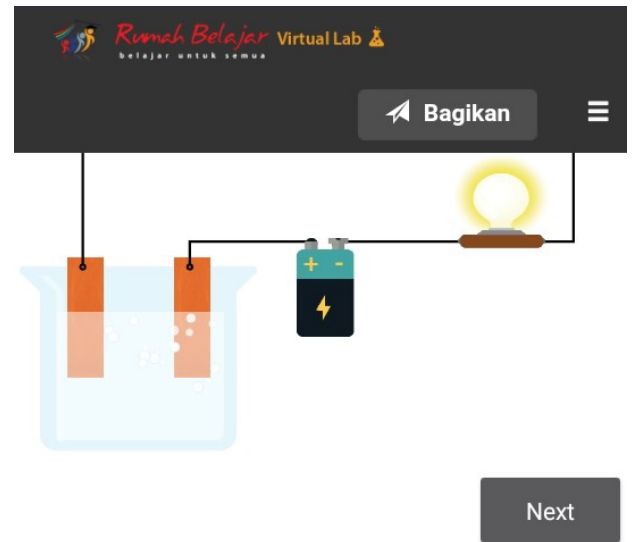 Rumah Belajar Virtual Lab
belajar untuk semua
Bagikan
+ -
Next